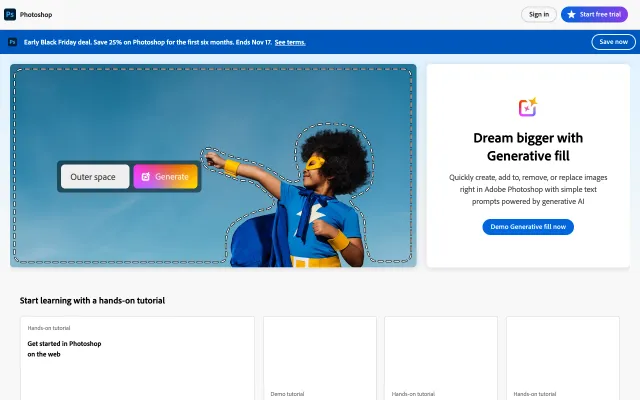 Ps Photoshop
Sign in
Start free trial
Ps Early Black Friday deal. Save 25% on Photoshop for the first six months. Ends Nov 17. See terms.
Save now
Outer space
Generate
Dream bigger with
Generative fill
Quickly create, add to, remove, or replace images
right in Adobe Photoshop with simple text
prompts powered by generative AI
Demo Generative fill now
Start learning with a hands-on tutorial
Hands-on tutorial
Get started in Photoshop
on the web
Demo tutorial
Hands-on tutorial
Hands-on tutorial